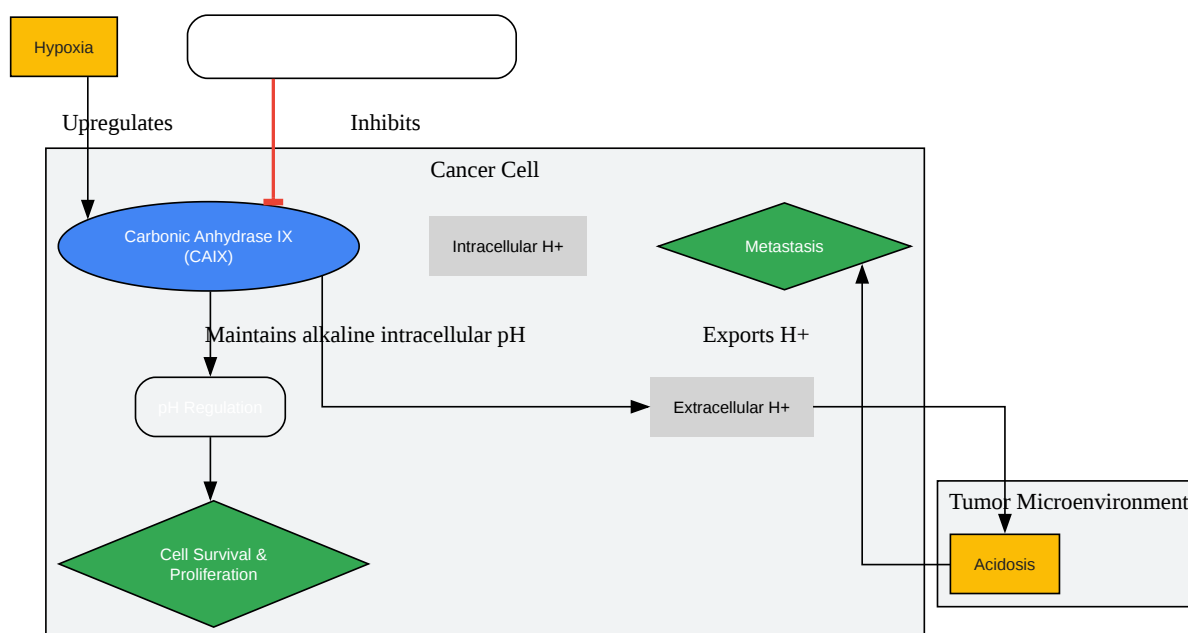 Hypoxia
Upregulates
Inhibits
Cancer Cell
Carbonic Anhydrase IX
(CAIX)
Intracellular H+
Metastasis
Maintains alkaline intracellular pH
Exports H+
pH Regulation
Extracellular H+
Tumor Microenvironment
Cell Survival &
Proliferation
Acidosis